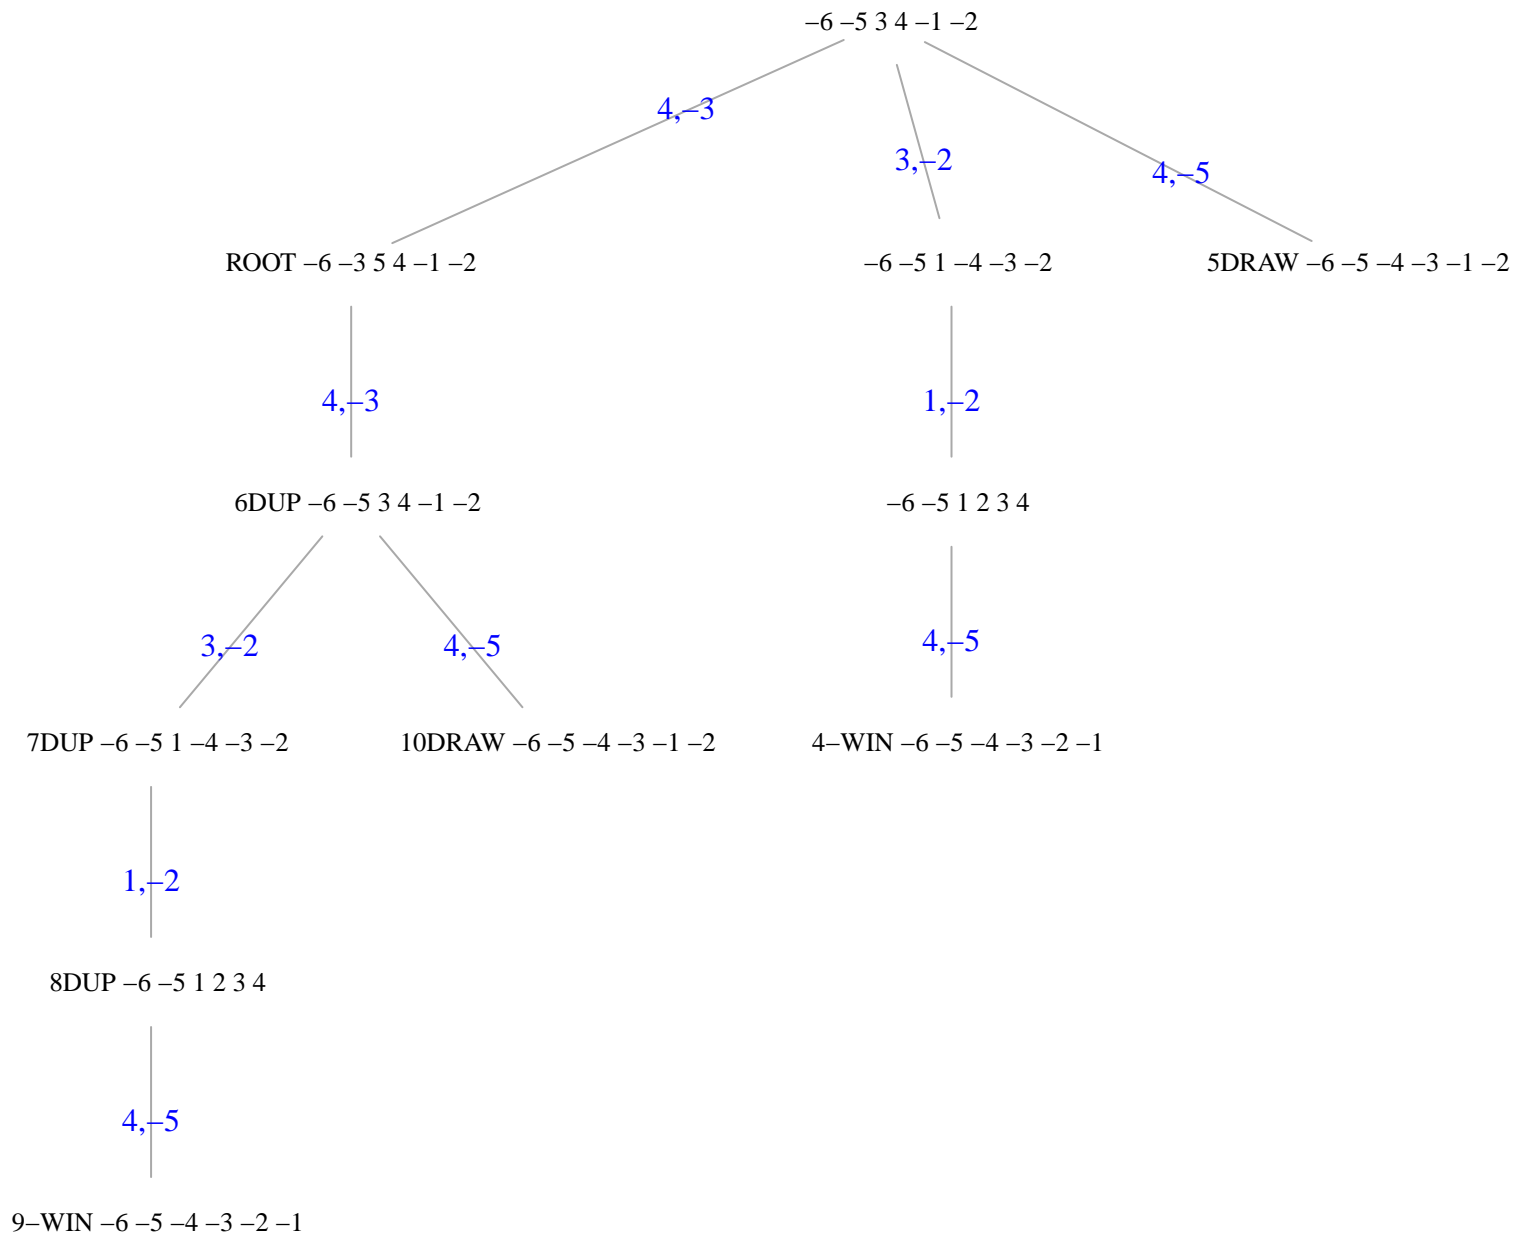 –6 –5 3 4 –1 –2
4,–3
3,–2
4,–5
ROOT –6 –3 5 4 –1 –2
–6 –5 1 –4 –3 –2
5DRAW –6 –5 –4 –3 –1 –2
4,–3
1,–2
6DUP –6 –5 3 4 –1 –2
–6 –5 1 2 3 4
3,–2
4,–5
4,–5
7DUP –6 –5 1 –4 –3 –2
10DRAW –6 –5 –4 –3 –1 –2
4–WIN –6 –5 –4 –3 –2 –1
1,–2
8DUP –6 –5 1 2 3 4
4,–5
9–WIN –6 –5 –4 –3 –2 –1